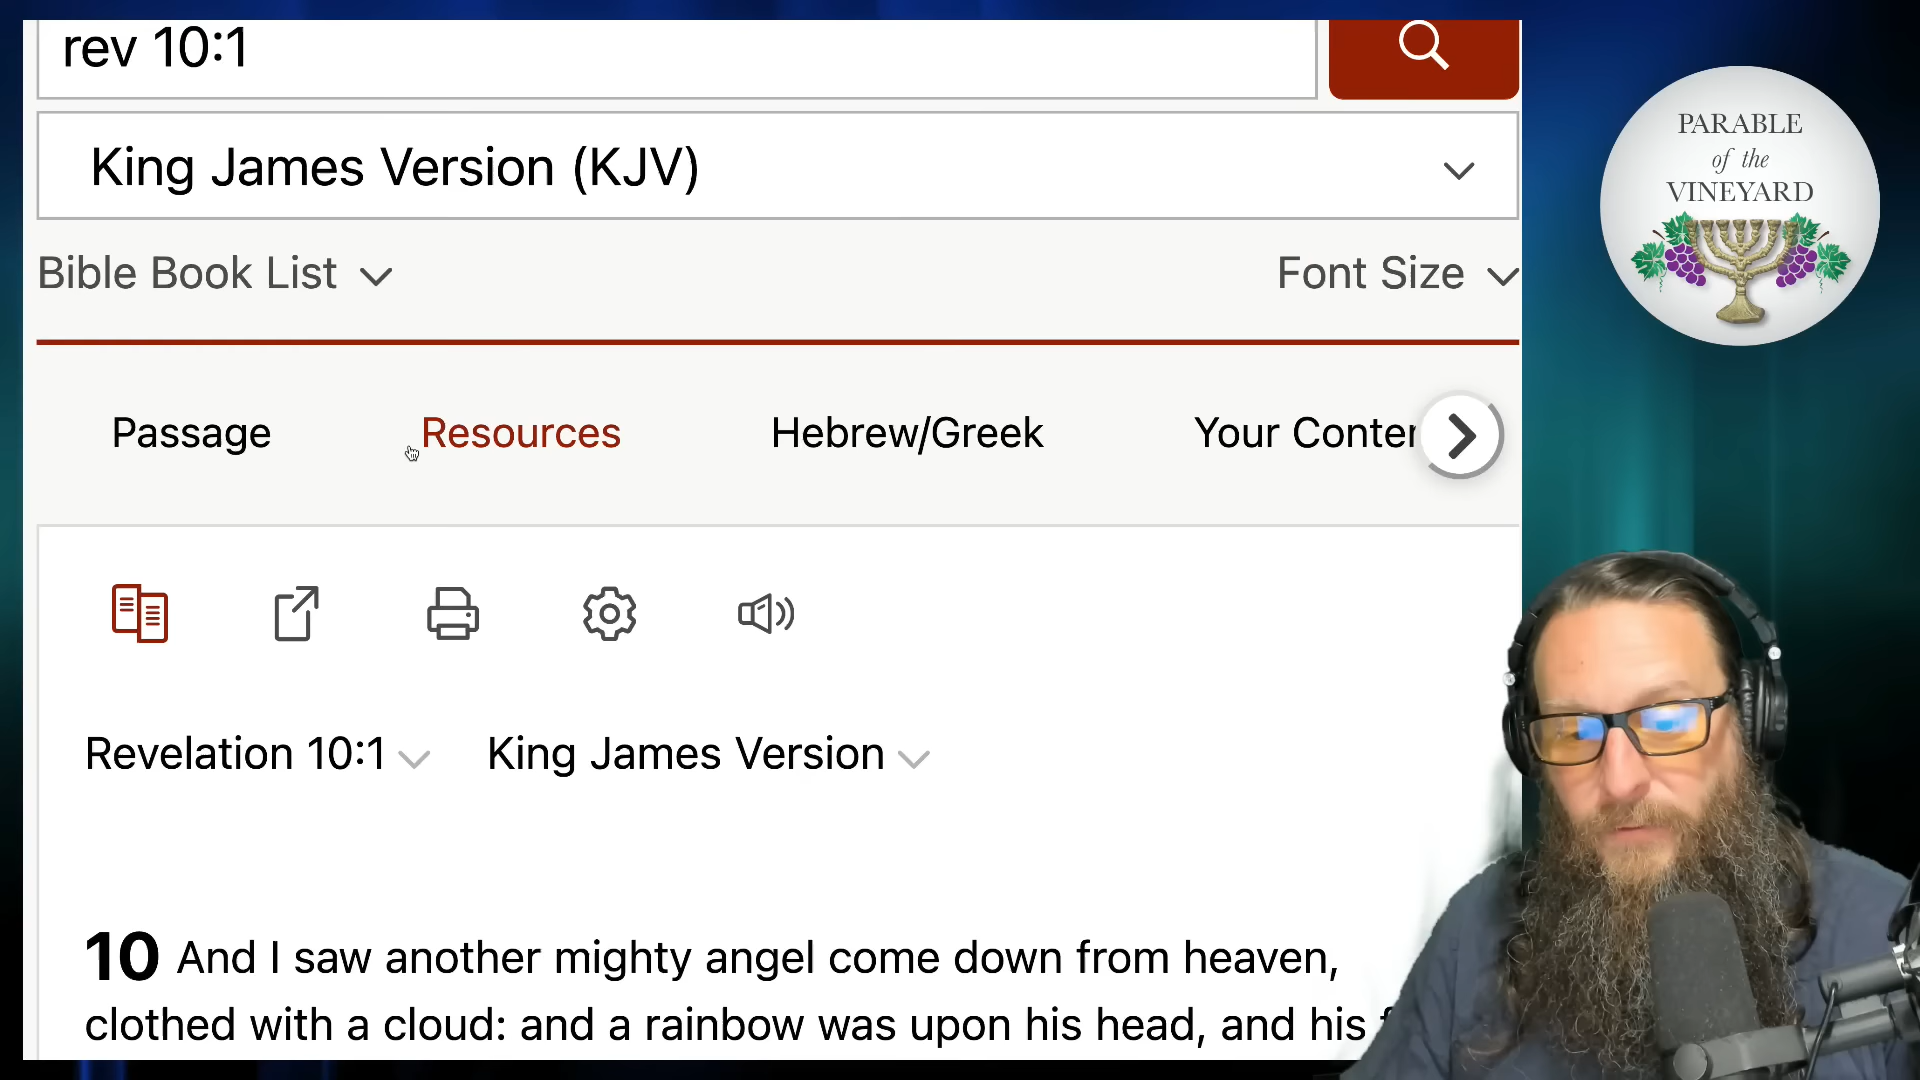 rev 10:1
King James Version (KJV)
Bible Book List
Font Size
Passage
Resources
Hebrew/Greek
Your Conter
Revelation 10:1
King James Version
10 And I saw another mighty angel come down from heaven,
clothed with a cloud: and a rainbow was upon his head, and his
PARABLE
of the
VINEYARD